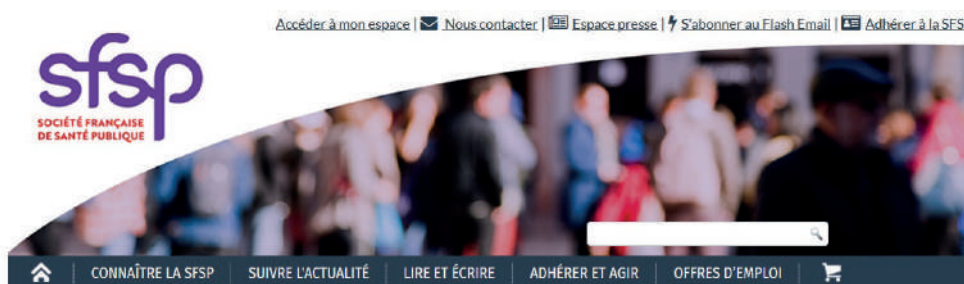 Accéder à mon espace | Nous contacter | Espace presse | S'abonner au Flash Email | Adhérer à la SFS
sfsp
SOCIÉTÉ FRANÇAISE
DE SANTÉ PUBLIQUE
CONNAÎTRE LA SFSP | SUIVRE L'ACTUALITÉ | LIRE ET ÉCRIRE | ADHÉRER ET AGIR | OFFRES D'EMPLOI